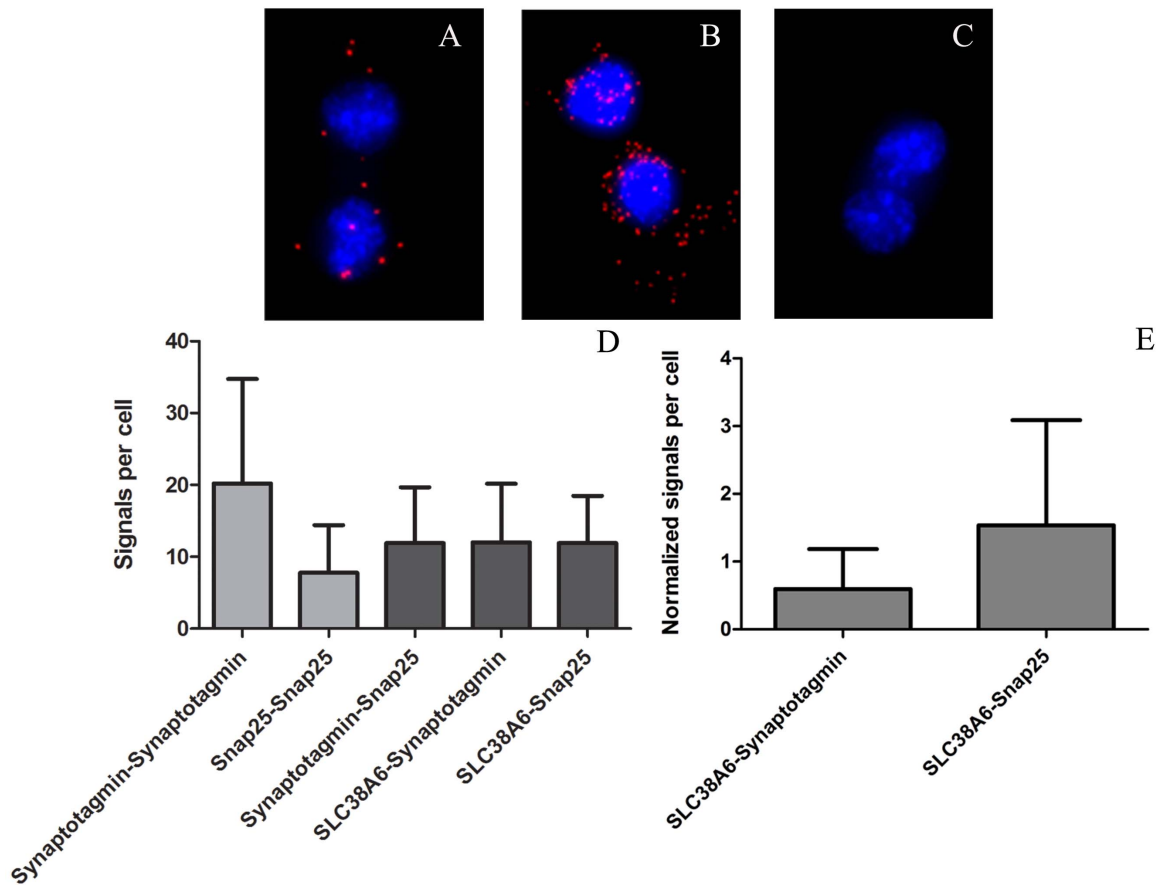 A
B
C
D
Signals per cell
40
30
20
10
0
Synaptotagmin-Synaptotagmin
Snap25-Snap25
Synaptotagmin-Snap25
SLC38A6-Synaptotagmin
SLC38A6-Snap25
E
Normalized signals per cell
4
3
2
1
0
SLC38A6-Synaptotagmin
SLC38A6-Snap25